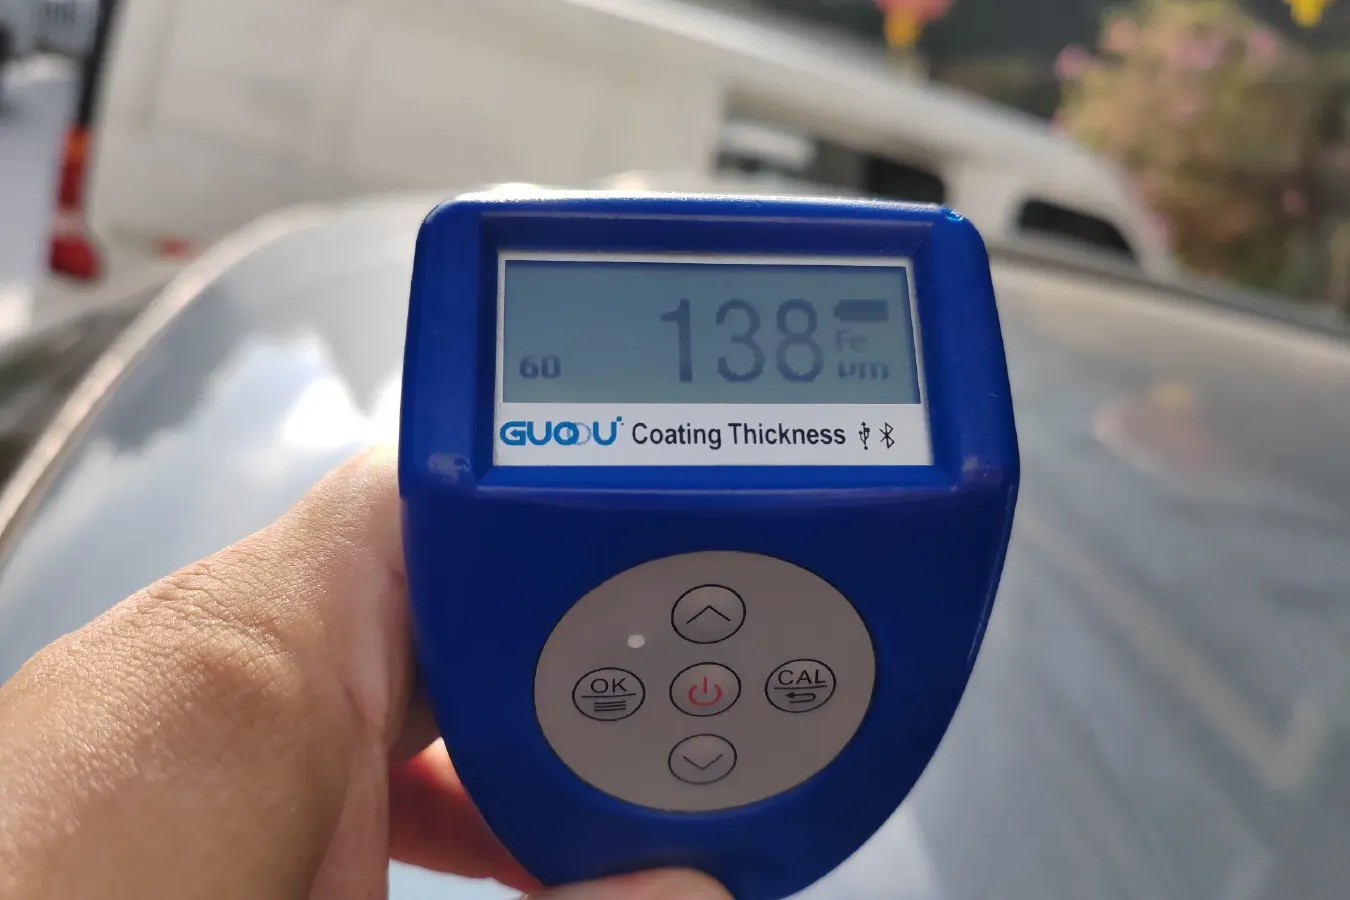 138
Fe
60
µm
GUOOU Coating Thickness
OK
CAL